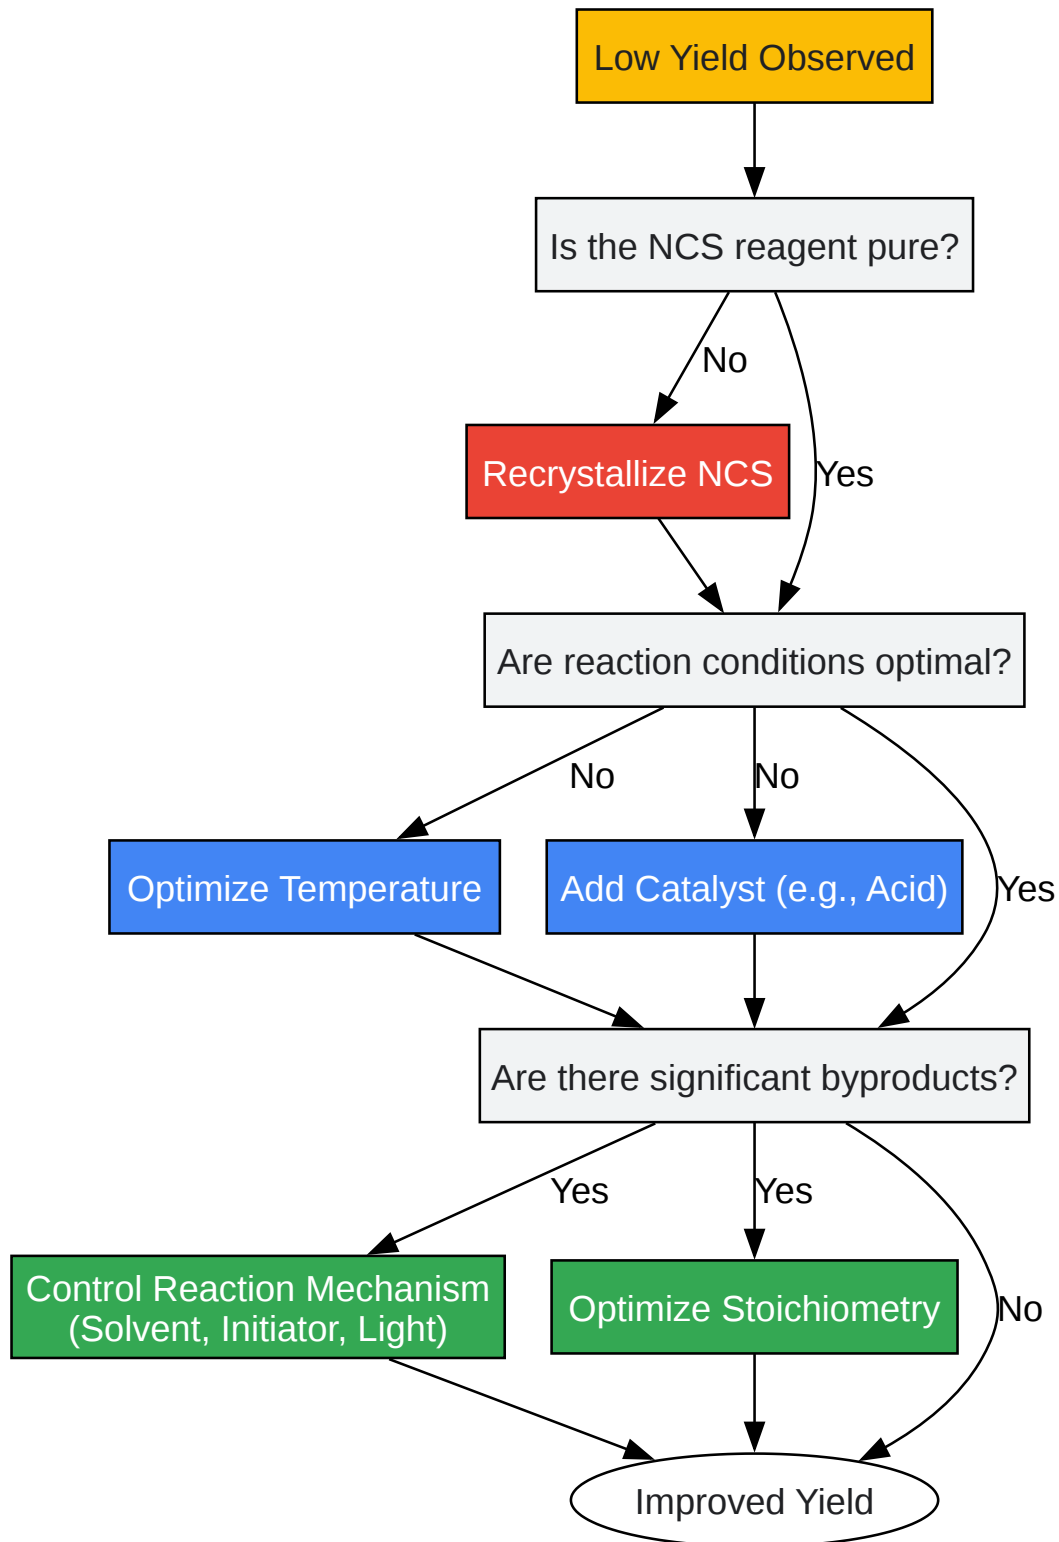 Low Yield Observed
Is the NCS reagent pure?
No
Recrystallize NCS
Yes
Are reaction conditions optimal?
No
No
Optimize Temperature
Add Catalyst (e.g., Acid)
Yes
Are there significant byproducts?
Yes
Yes
Control Reaction Mechanism
(Solvent, Initiator, Light)
Optimize Stoichiometry
No
Improved Yield